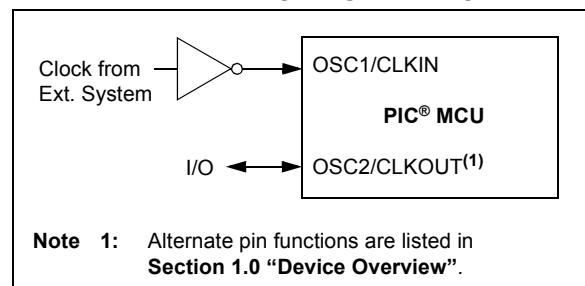 Clock from
Ext. System
OSC1/CLKIN
PIC® MCU
I/O
OSC2/CLKOUT(1)
Note 1: Alternate pin functions are listed in
Section 1.0 “Device Overview”.